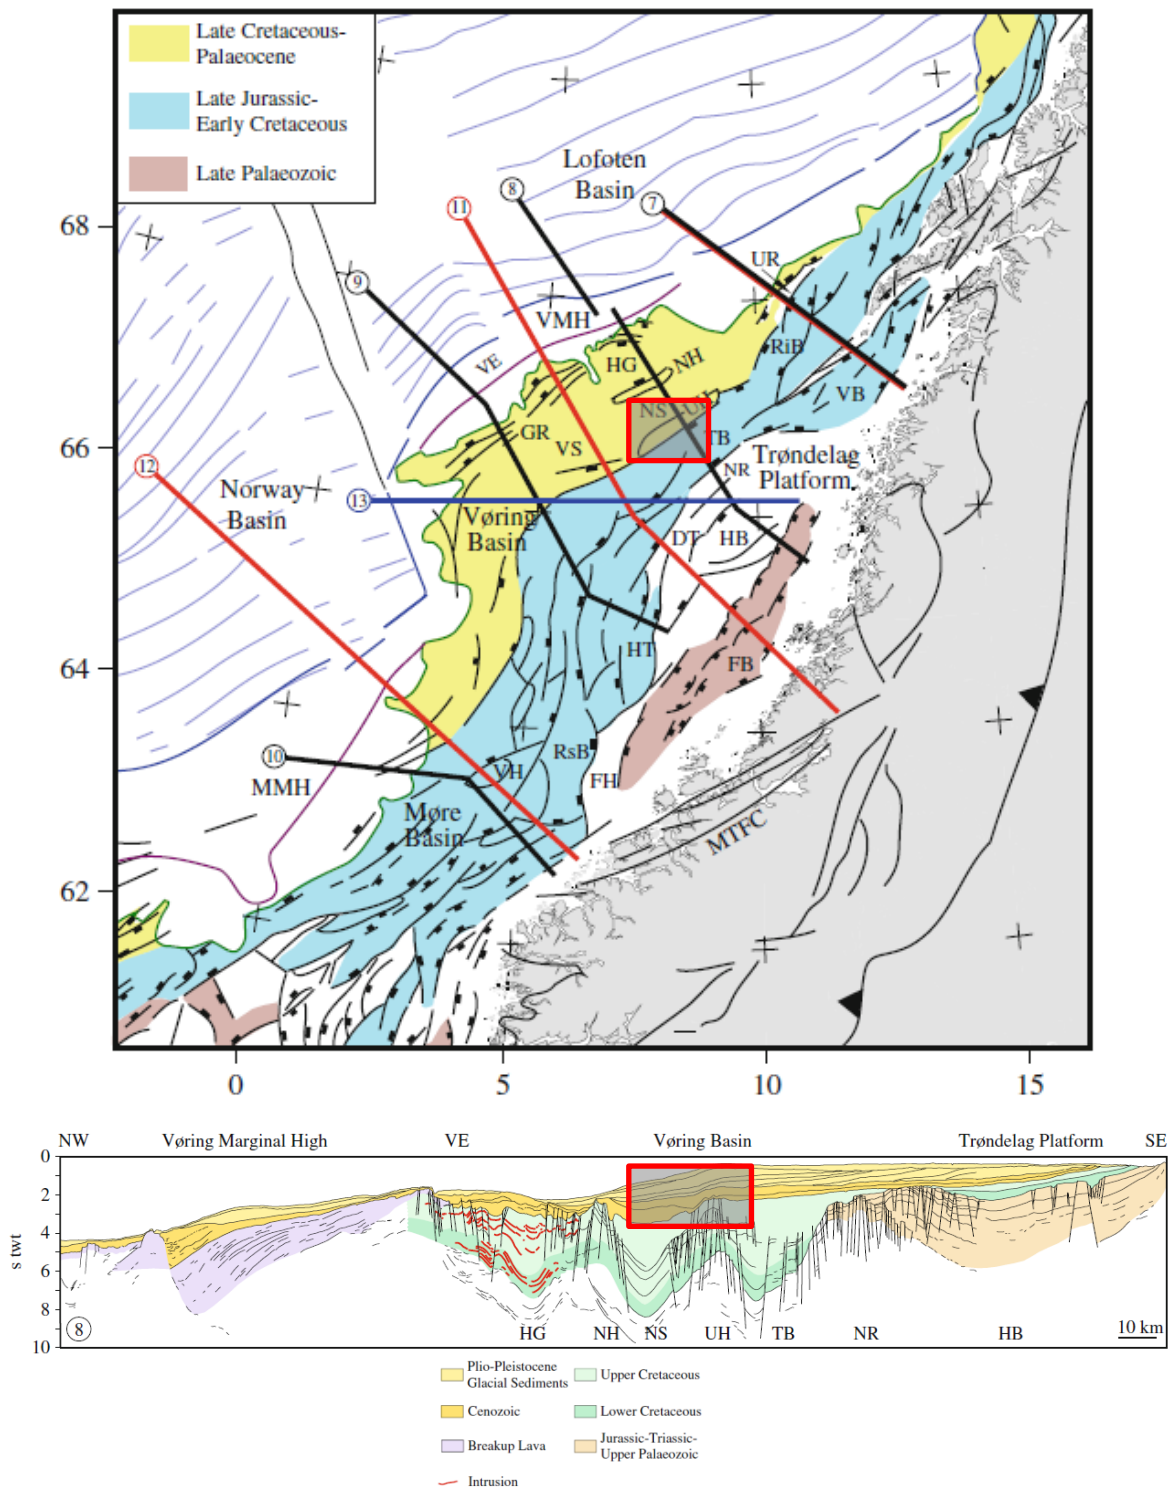 Late Cretaceous-
Palaeocene
Late Jurassic-
Early Cretaceous
Late Palaeozoic
68
66
64
62
0
5
10
15
Lofoten
Basin
7
8
11
9
12
13
10
UR
VMH
VE
HG
NH
RiB
VB
NS
UH
TB
GR
VS
NR
Trøndelag
Platform
Norway
Basin
Vøring
Basin
DT
HB
HT
FB
RsB
FH
VH
MMH
Møre
Basin
MTFC
NW
Vøring Marginal High
VE
Vøring Basin
Trøndelag Platform
SE
s twt
0
2
4
6
8
10
8
HG
NH
NS
UH
TB
NR
HB
10 km
Plio-Pleistocene
Glacial Sediments
Upper Cretaceous
Cenozoic
Lower Cretaceous
Breakup Lava
Jurassic-Triassic-
Upper Palaeozoic
Intrusion